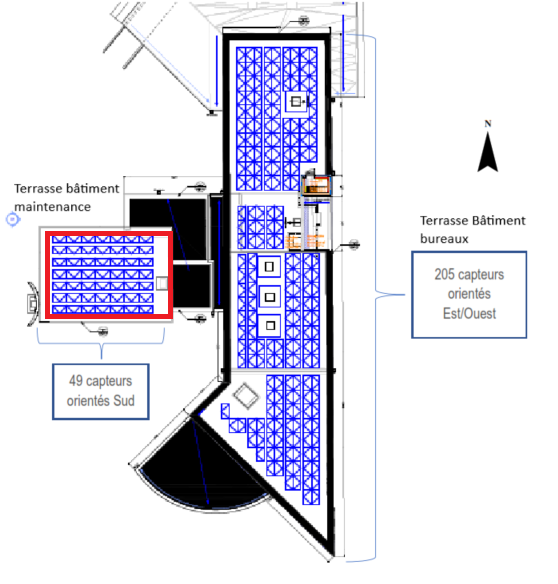 N
Terrasse bâtiment
maintenance
Terrasse Bâtiment
bureaux
205 capteurs
orientés
Est/Ouest
49 capteurs
orientés Sud